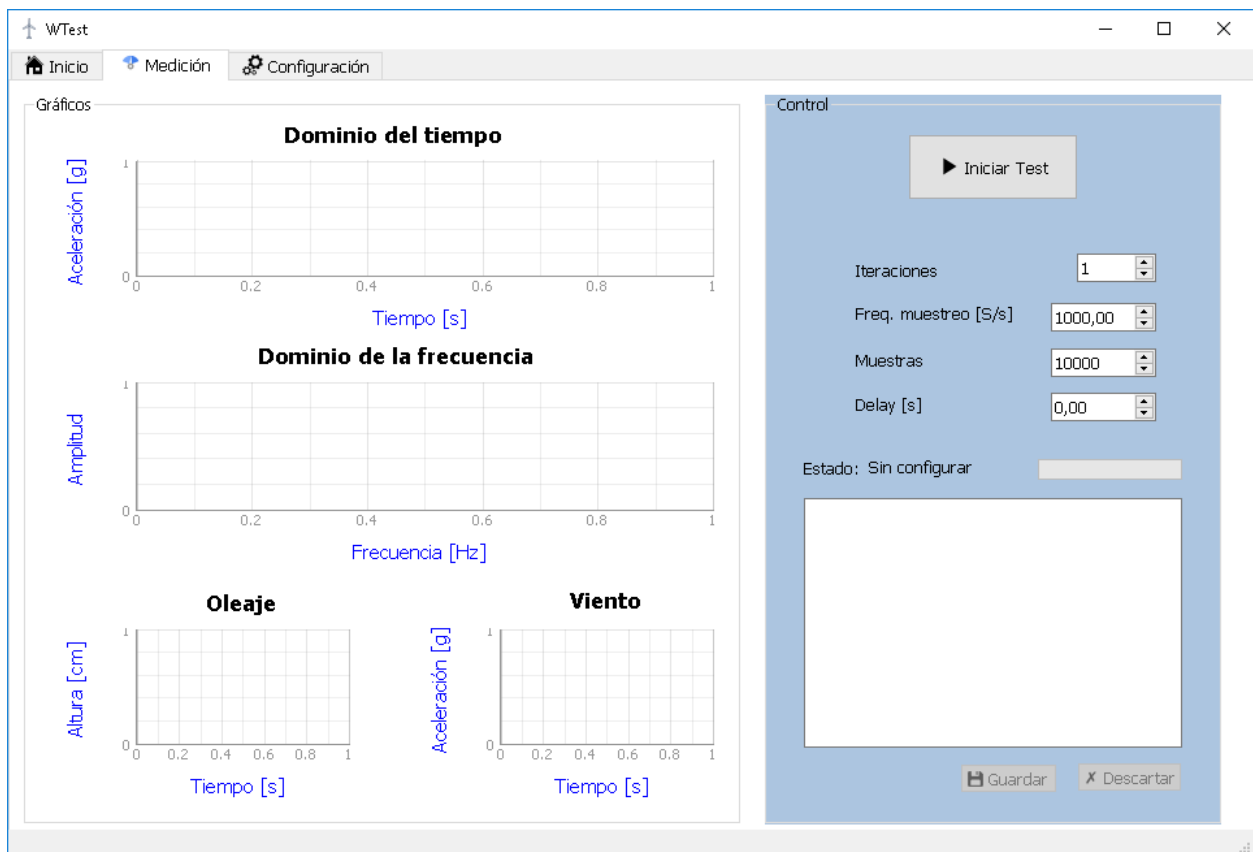 WTest
Inicio Medición Configuración
Gráficos
Dominio del tiempo
Aceleración [g]
1
0
0 0.2 0.4 0.6 0.8 1
Tiempo [s]
Dominio de la frecuencia
Amplitud
1
0
0 0.2 0.4 0.6 0.8 1
Frecuencia [Hz]
Oleaje
Altura [cm]
1
0
0 0.2 0.4 0.6 0.8 1
Tiempo [s]
Viento
Aceleración [g]
1
0
0 0.2 0.4 0.6 0.8 1
Tiempo [s]
Control
Iniciar Test
Iteraciones 1
Freq. muestreo [S/s] 1000,00
Muestras 10000
Delay [s] 0,00
Estado: Sin configurar
Guardar ✗ Descartar